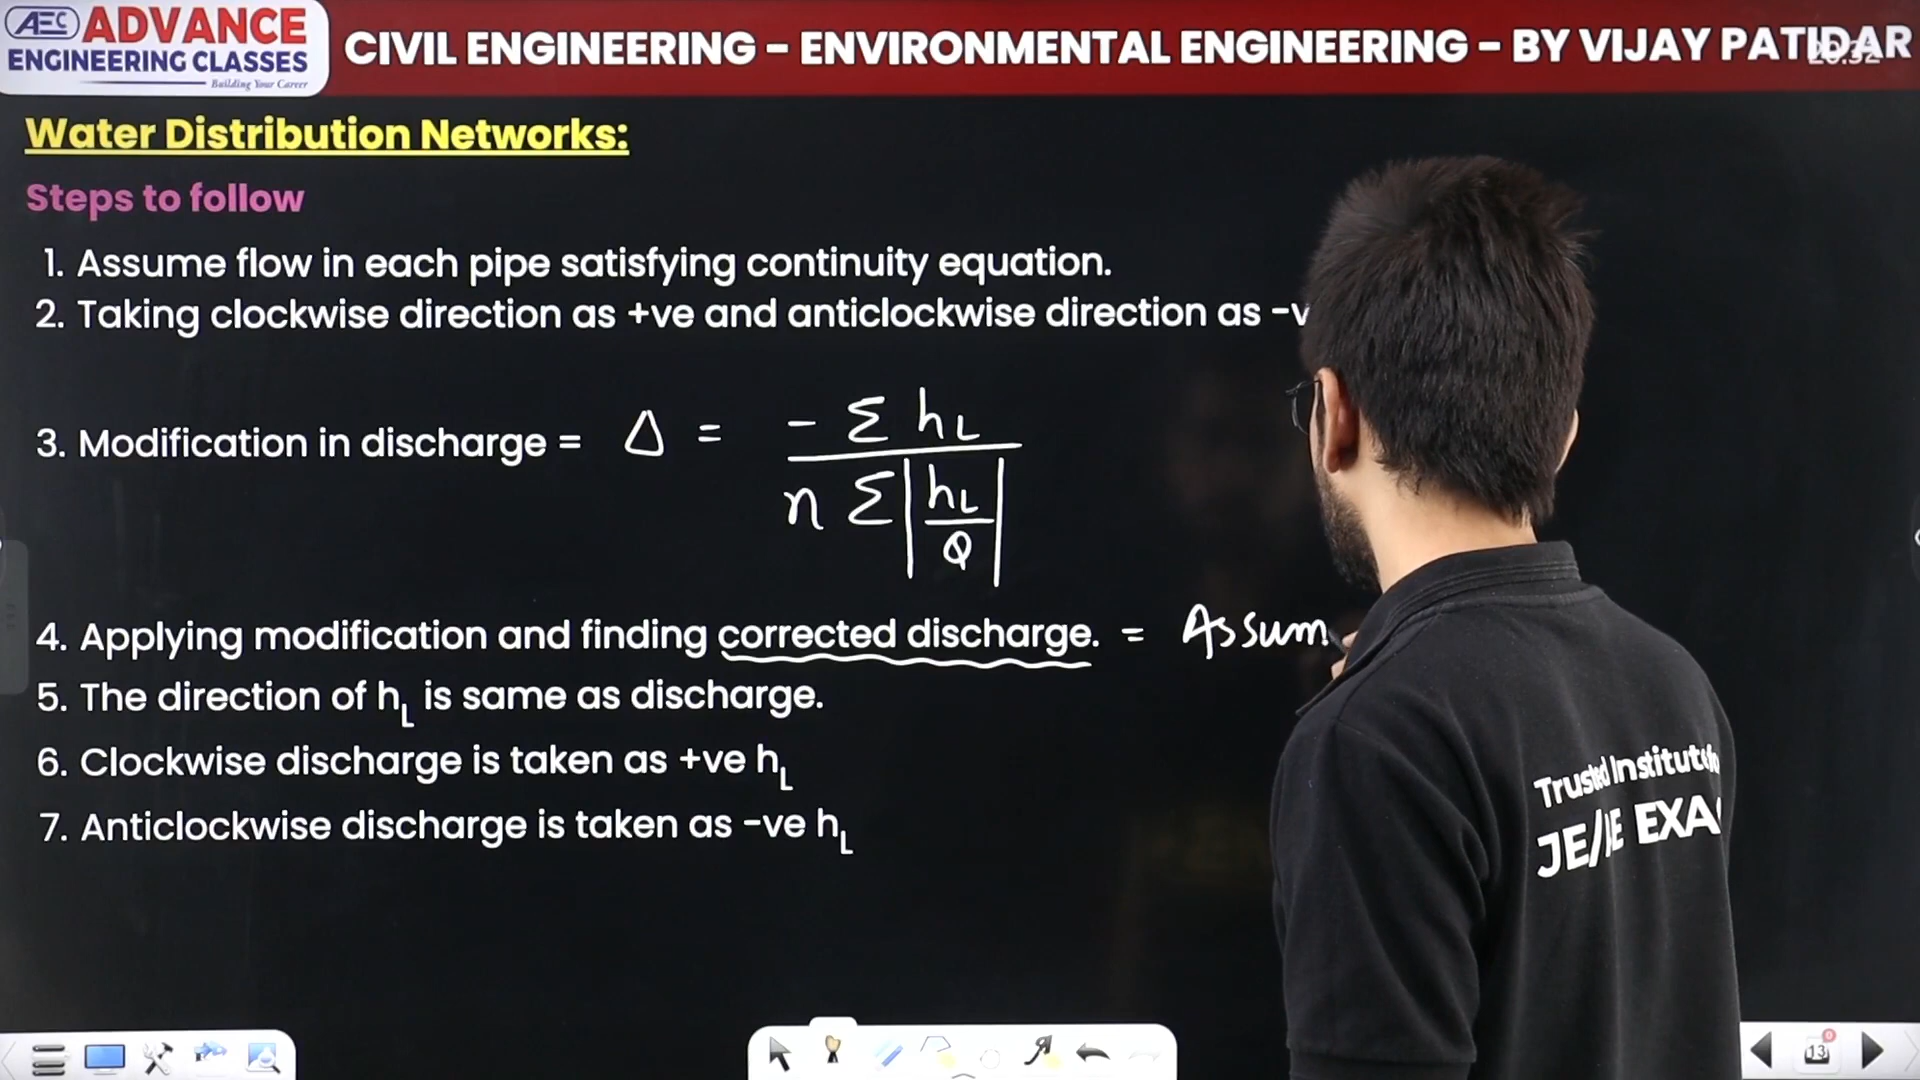 AEC ADVANCE
ENGINEERING CLASSES
Building Your Career
CIVIL ENGINEERING - ENVIRONMENTAL ENGINEERING - BY VIJAY PATIDAR
20:32
Water Distribution Networks:
Steps to follow
1. Assume flow in each pipe satisfying continuity equation.
2. Taking clockwise direction as +ve and anticlockwise direction as -v
3. Modification in discharge = Δ = - Σ hL / n Σ |hL / Q|
4. Applying modification and finding corrected discharge. = Assum
5. The direction of hL is same as discharge.
6. Clockwise discharge is taken as +ve hL
7. Anticlockwise discharge is taken as -ve hL
Trusted Institute
JE/ EXA
13
0